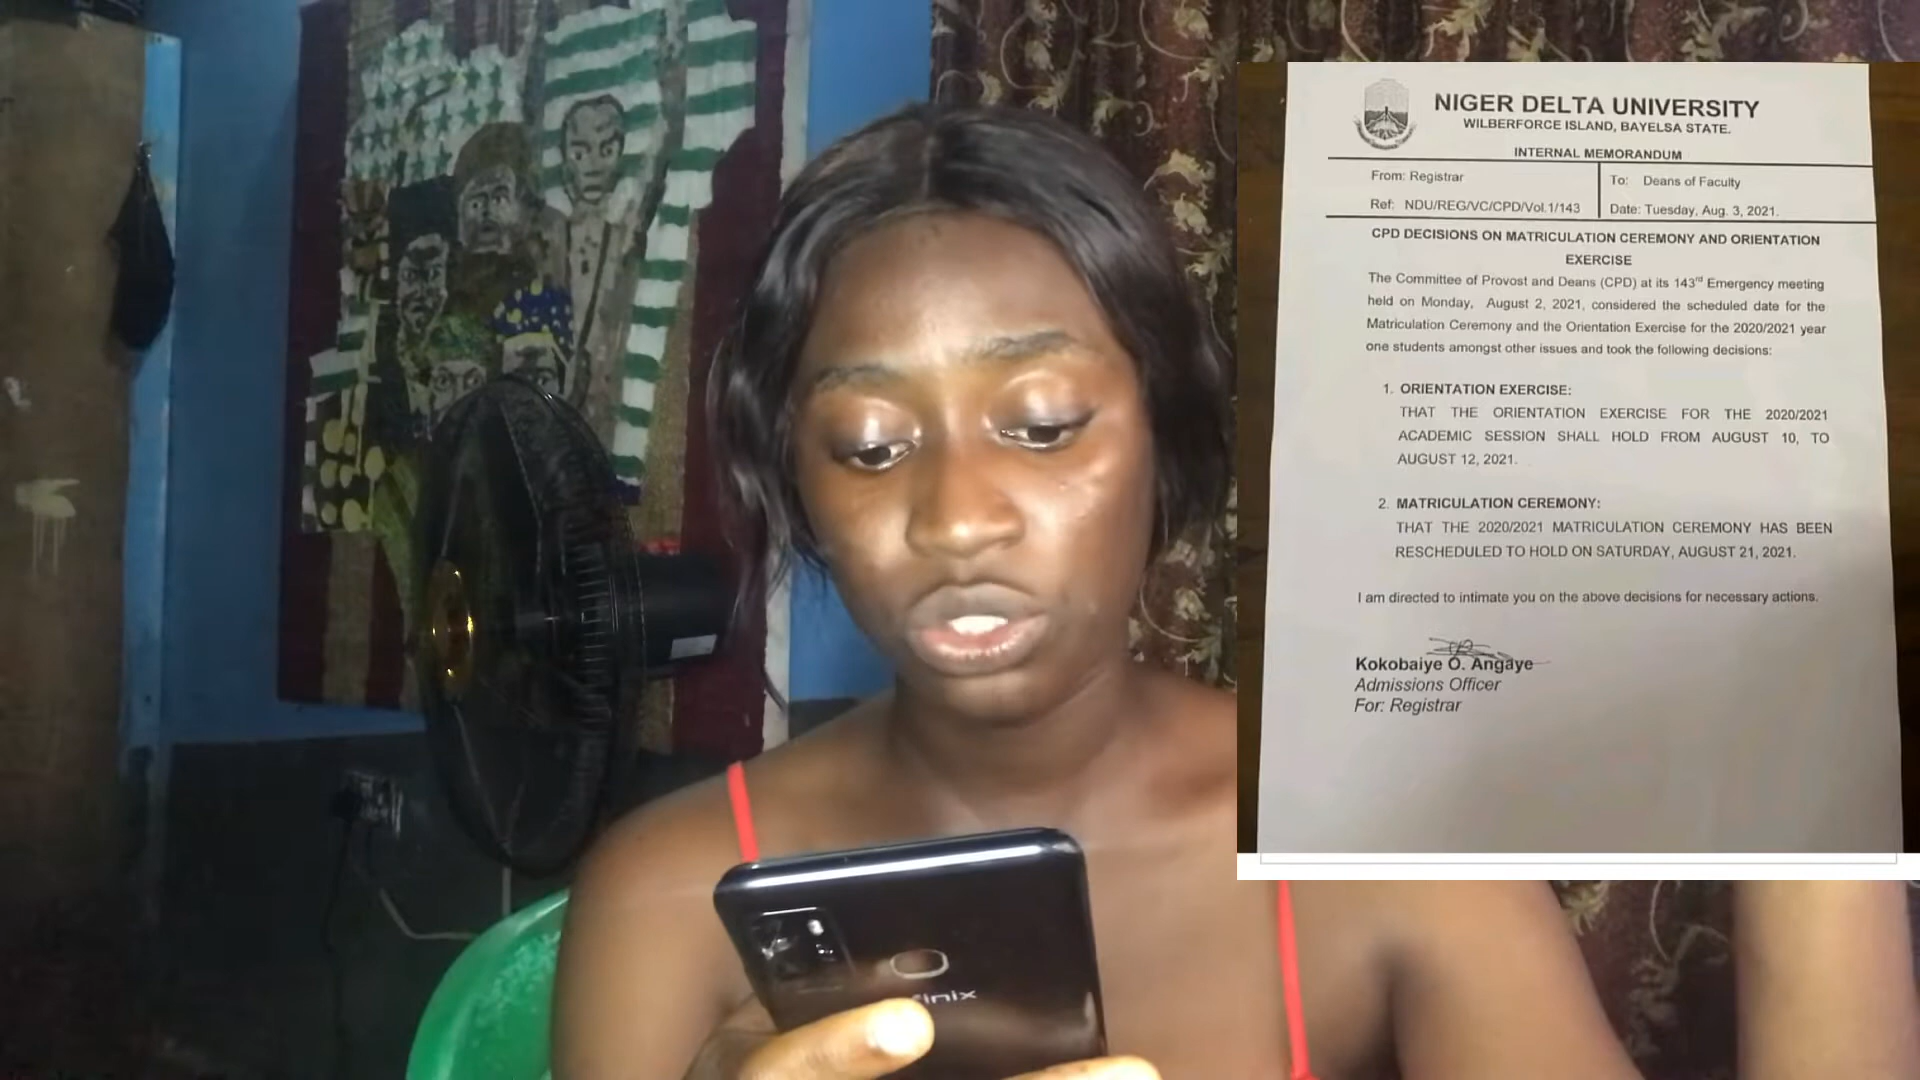 NIGER DELTA UNIVERSITY
WILBERFORCE ISLAND, BAYELSA STATE.
INTERNAL MEMORANDUM
From: Registrar
To: Deans of Faculty
Ref: NDU/REG/VC/CPD/Vol.1/143
Date: Tuesday, Aug. 3, 2021.
CPD DECISIONS ON MATRICULATION CEREMONY AND ORIENTATION
EXERCISE
The Committee of Provost and Deans (CPD) at its 143rd Emergency meeting
held on Monday, August 2, 2021, considered the scheduled date for the
Matriculation Ceremony and the Orientation Exercise for the 2020/2021 year
one students amongst other issues and took the following decisions:
1. ORIENTATION EXERCISE:
THAT THE ORIENTATION EXERCISE FOR THE 2020/2021
ACADEMIC SESSION SHALL HOLD FROM AUGUST 10, TO
AUGUST 12, 2021.
2. MATRICULATION CEREMONY:
THAT THE 2020/2021 MATRICULATION CEREMONY HAS BEEN
RESCHEDULED TO HOLD ON SATURDAY, AUGUST 21, 2021.
I am directed to intimate you on the above decisions for necessary actions.
Kokobaiye O. Angaye
Admissions Officer
For: Registrar
finix